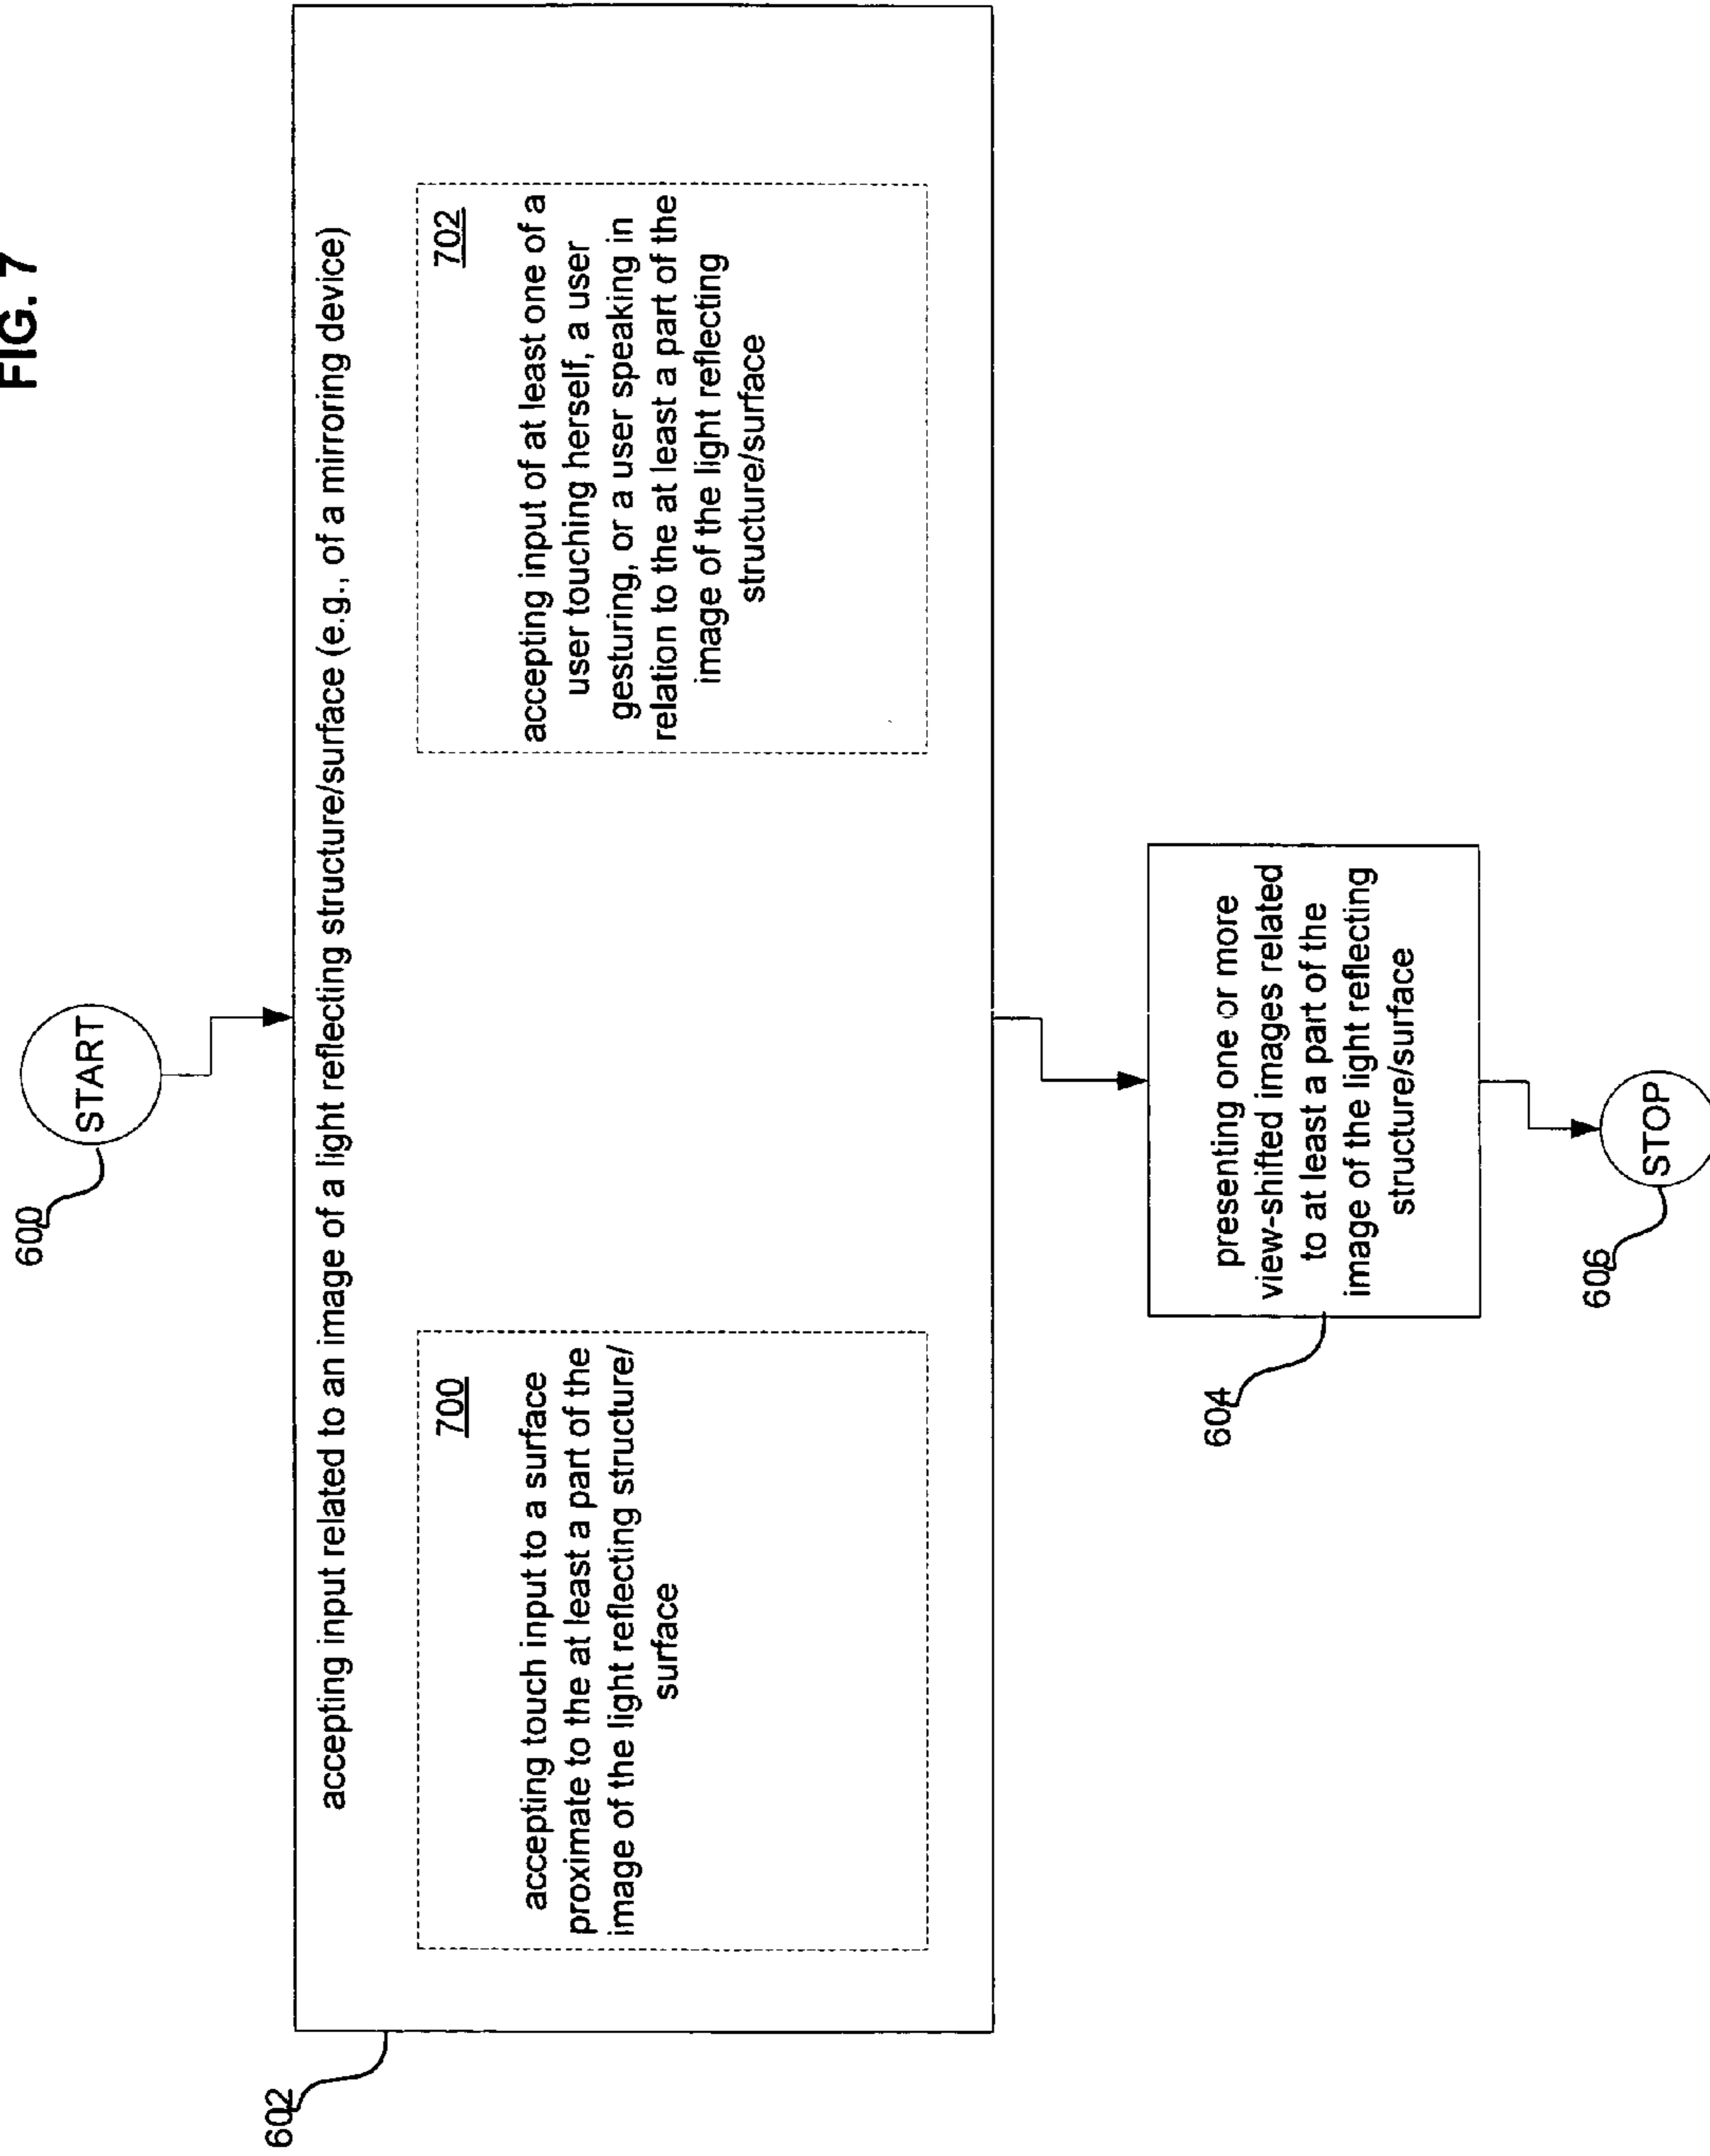 FIG. 7
600
START
602
accepting input related to an image of a light reflecting structure/surface (e.g., of a mirroring device)
700
accepting touch input to a surface
proximate to the at least a part of the
image of the light reflecting structure/
surface
702
accepting input of at least one of a
user touching herself, a user
gesturing, or a user speaking in
relation to the at least a part of the
image of the light reflecting
structure/surface
604
presenting one or more
view-shifted images related
to at least a part of the
image of the light reflecting
structure/surface
606
STOP